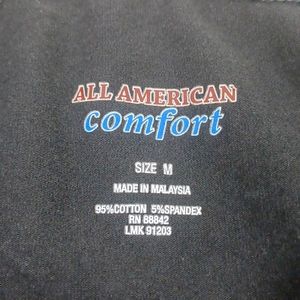 ALL AMERICAN
comfort
SIZE M
MADE IN MALAYSIA
95%COTTON 5%SPANDEX
RN 88842
LMK 91203